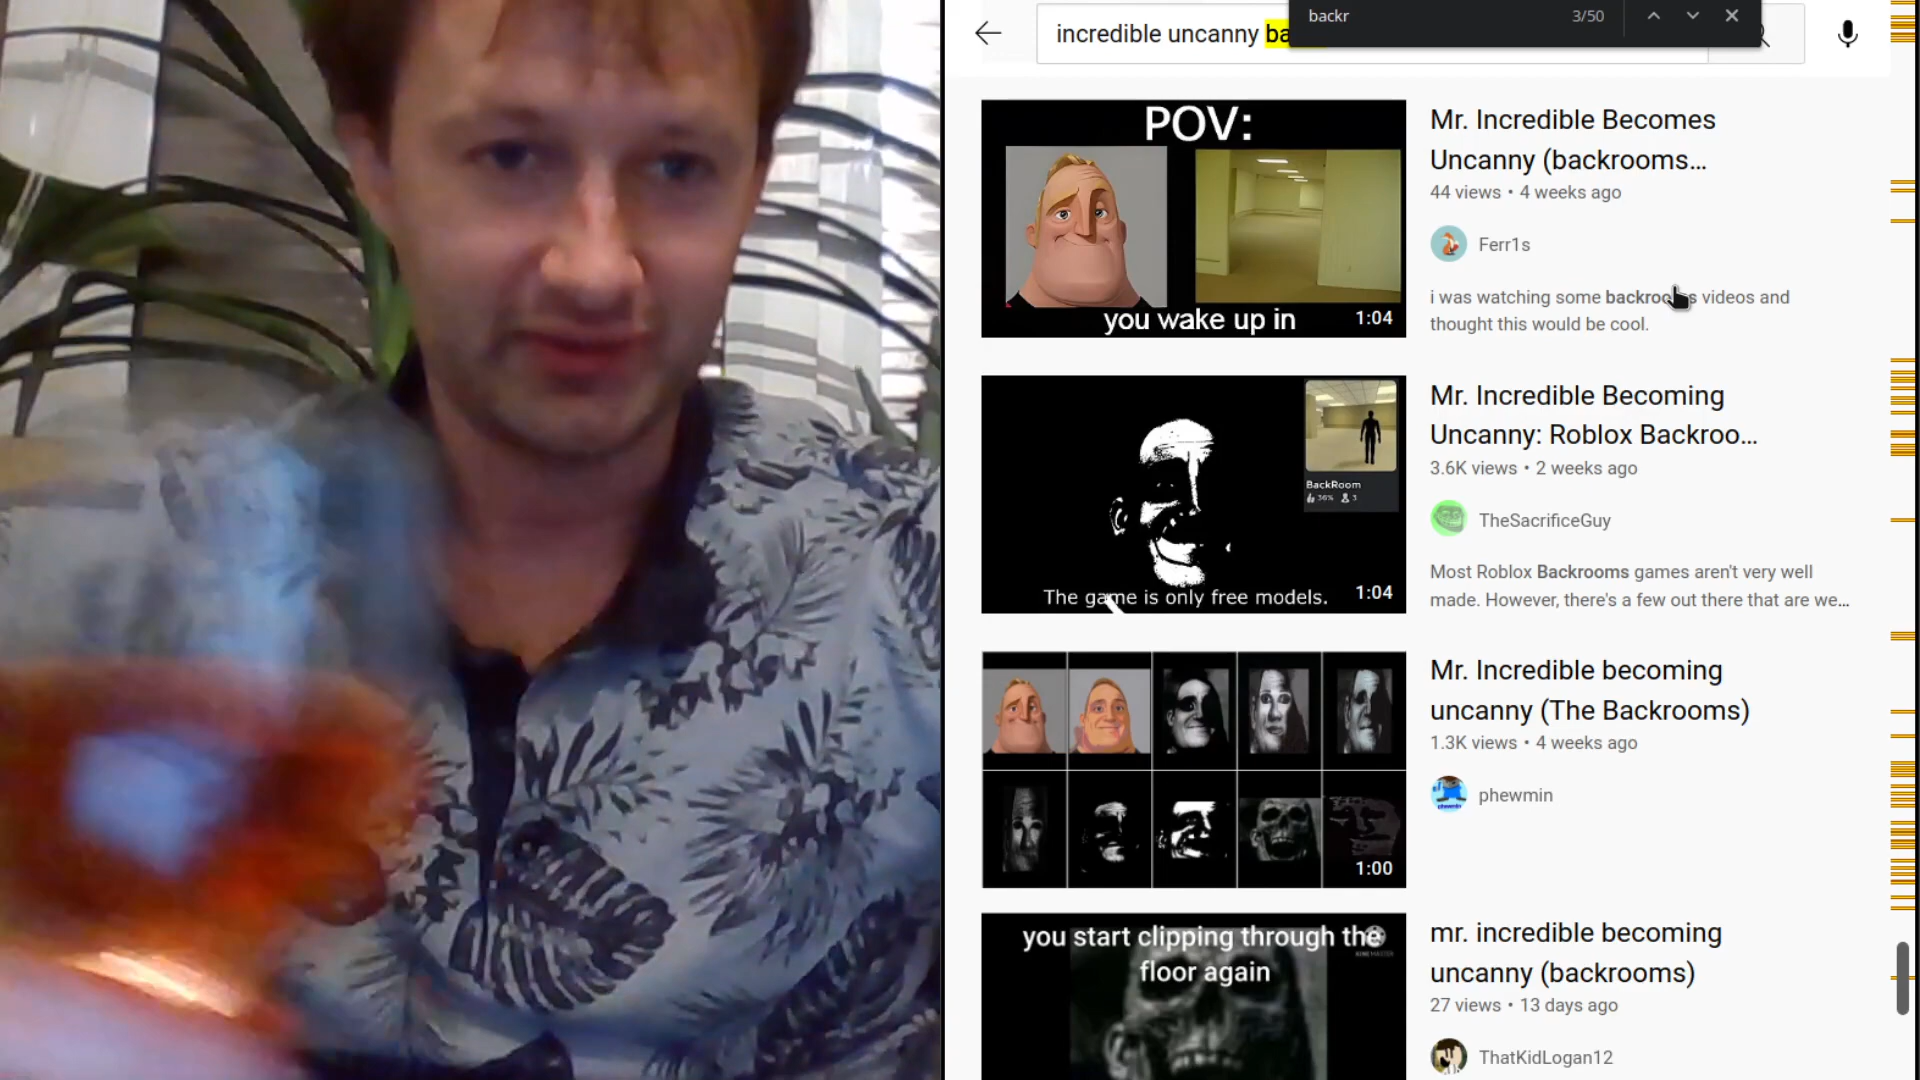 backr 3/50
incredible uncanny ba
POV:
you wake up in
1:04
Mr. Incredible Becomes
Uncanny (backrooms...
44 views • 4 weeks ago
Ferr1s
i was watching some backrooms videos and
thought this would be cool.
BackRoom
36% 3
The game is only free models.
1:04
Mr. Incredible Becoming
Uncanny: Roblox Backroo...
3.6K views • 2 weeks ago
TheSacrificeGuy
Most Roblox Backrooms games aren't very well
made. However, there's a few out there that are we...
1:00
Mr. Incredible becoming
uncanny (The Backrooms)
1.3K views • 4 weeks ago
phewmin
you start clipping through the
floor again
mr. incredible becoming
uncanny (backrooms)
27 views • 13 days ago
ThatKidLogan12